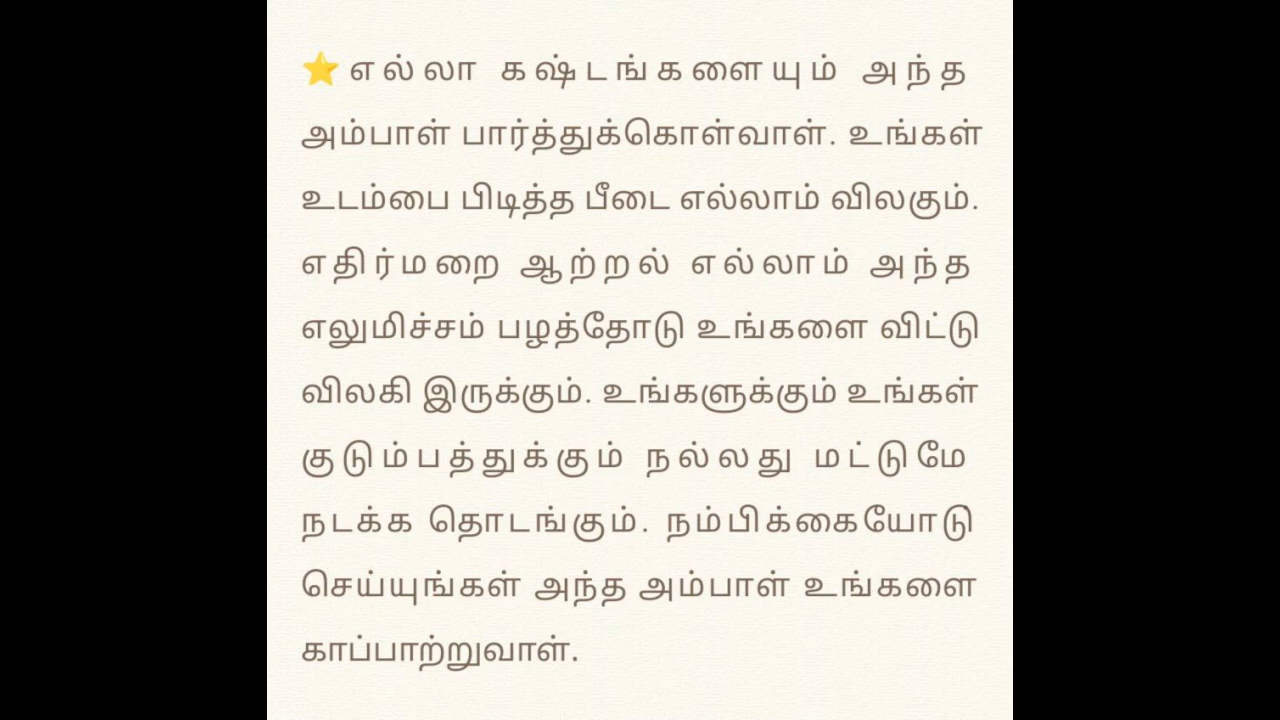 ⭐ எல்லா கஷ்டங்களையும் அந்த
அம்பாள் பார்த்துக்கொள்வாள். உங்கள்
உடம்பை பிடித்த பீடை எல்லாம் விலகும்.
எதிர்மறை ஆற்றல் எல்லாம் அந்த
எலுமிச்சம் பழத்தோடு உங்களை விட்டு
விலகி இருக்கும். உங்களுக்கும் உங்கள்
குடும்பத்துக்கும் நல்லது மட்டுமே
நடக்க தொடங்கும். நம்பிக்கையோடு
செய்யுங்கள் அந்த அம்பாள் உங்களை
காப்பாற்றுவாள்.